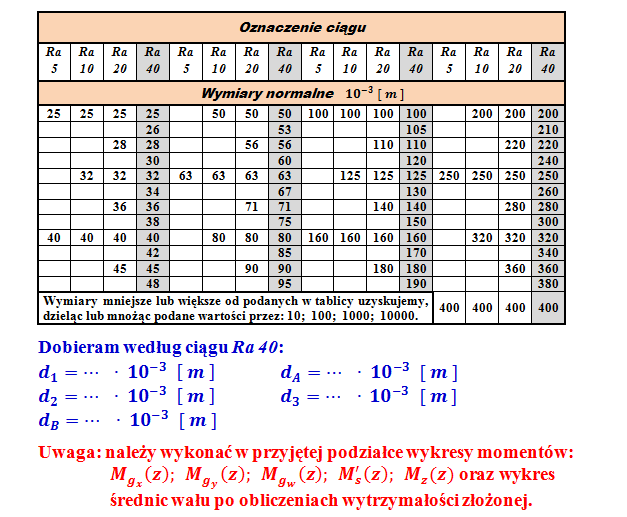 Oznaczenie ciągu
Ra Ra Ra Ra Ra Ra Ra Ra Ra Ra Ra Ra Ra Ra Ra Ra
5 10 20 40 5 10 20 40 5 10 20 40 5 10 20 40
Wymiary normalne 10⁻³ [ m ]
25 25 25 25 50 50 50 100 100 100 100 200 200 200
26 53 105 210
28 28 56 56 110 110 220 220
30 60 120 240
32 32 32 63 63 63 63 125 125 125 250 250 250 250
34 67 130 260
36 36 71 71 140 140 280 280
38 75 150 300
40 40 40 40 80 80 80 160 160 160 160 320 320 320
42 85 170 340
45 45 90 90 180 180 360 360
48 95 190 380
Wymiary mniejsze lub większe od podanych w tablicy uzyskujemy, 400 400 400 400
dzieląc lub mnożąc podane wartości przez: 10; 100; 1000; 10000.
Dobieram według ciągu Ra 40:
d₁ = ⋯ · 10⁻³ [ m ] d_A = ⋯ · 10⁻³ [ m ]
d₂ = ⋯ · 10⁻³ [ m ] d₃ = ⋯ · 10⁻³ [ m ]
d_B = ⋯ · 10⁻³ [ m ]
Uwaga: należy wykonać w przyjętej podziałce wykresy momentów:
M_gₓ(z); M_g_y(z); M_g_w(z); M′ₛ(z); M_z(z) oraz wykres
średnic wału po obliczeniach wytrzymałości złożonej.